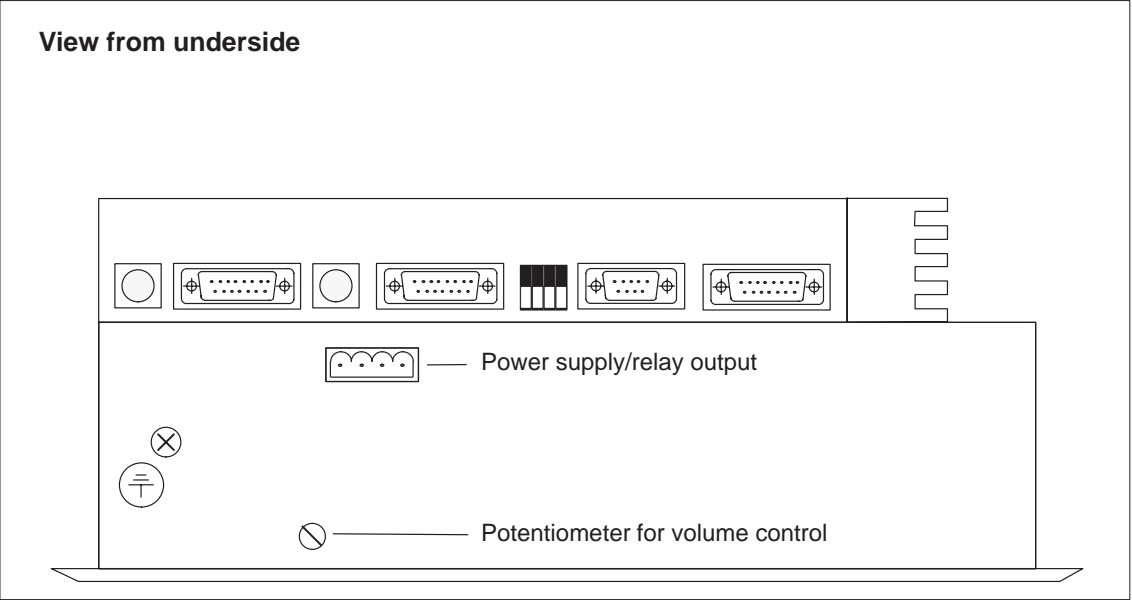 View from underside
Power supply/relay output
Potentiometer for volume control